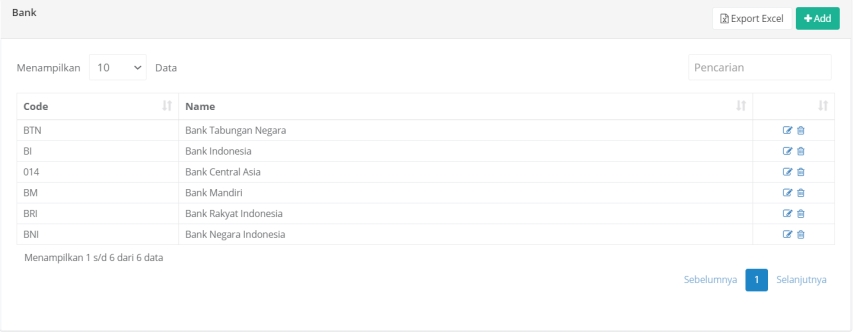 Bank
Export Excel
+Add
Menampilkan 10 Data
Pencarian
Code Name
BTN Bank Tabungan Negara
BI Bank Indonesia
014 Bank Central Asia
BM Bank Mandiri
BRI Bank Rakyat Indonesia
BNI Bank Negara Indonesia
Menampilkan 1 s/d 6 dari 6 data
Sebelumnya 1 Selanjutnya